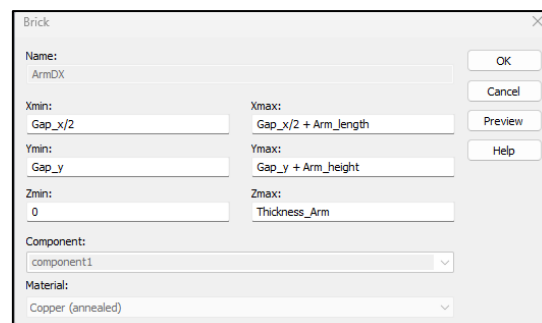 Brick
Name:
ArmDX
OK
Cancel
Xmin:
Xmax:
Gap_x/2
Gap_x/2 + Arm_length
Preview
Ymin:
Ymax:
Help
Gap_y
Gap_y + Arm_height
Zmin:
Zmax:
0
Thickness_Arm
Component:
component1
Material:
Copper (annealed)